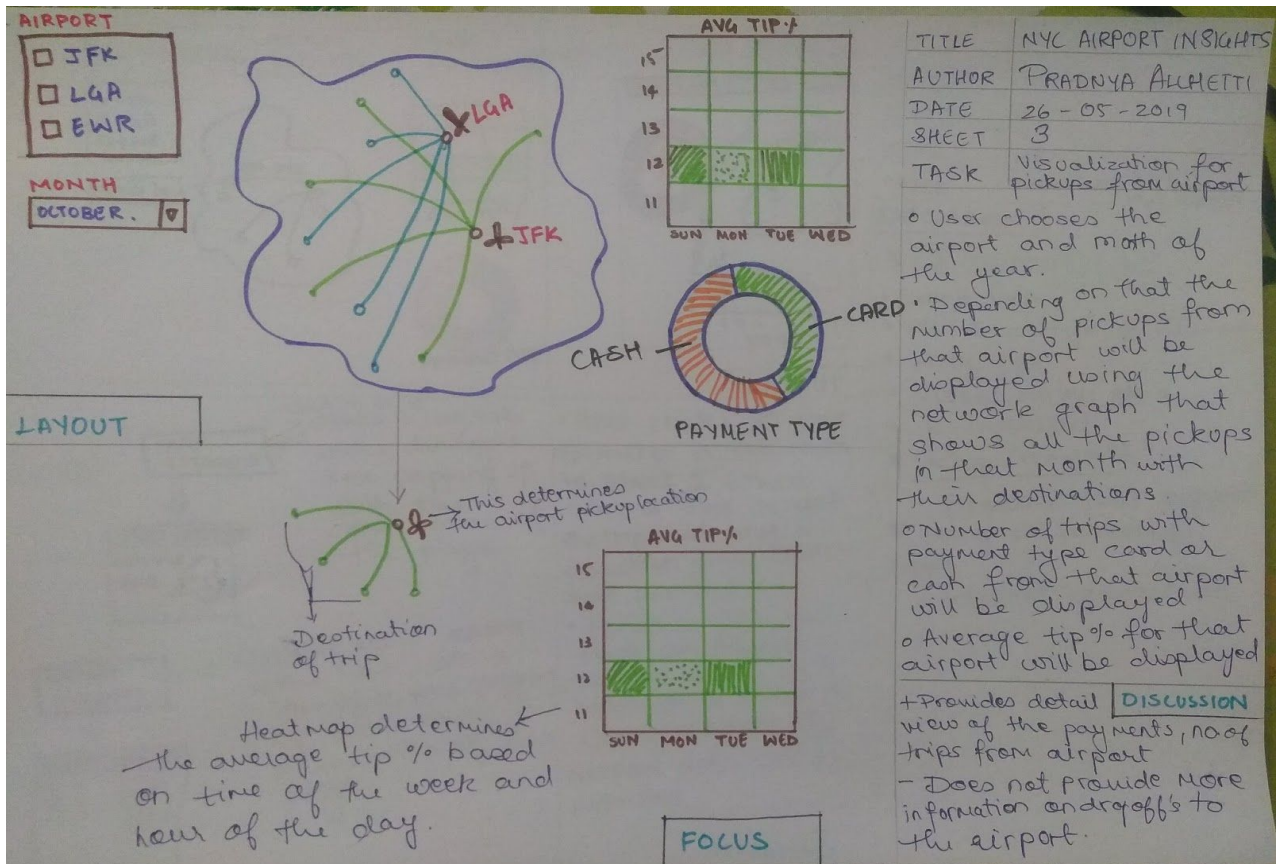 AIRPORT
JFK
LGA
EWR
MONTH
OCTOBER.
LGA
JFK
AVG TIP %
15
14
13
12
11
SUN MON TUE WED
CARD
CASH
PAYMENT TYPE
LAYOUT
This determines
the airport pickup location
Destination
of trip
AVG TIP%
15
14
13
12
11
SUN MON TUE WED
Heatmap determines
the average tip % based
on time of the week and
hour of the day.
FOCUS
TITLE NYC AIRPORT INSIGHTS
AUTHOR PRADNYA ALCHETTI
DATE 26-05-2019
SHEET 3
TASK Visualization for
pickups from airport
o User chooses the
airport and moth of
the year.
• Depending on that the
number of pickups from
that airport will be
displayed using the
network graph that
shows all the pickups
in that month with
their destinations.
o Number of trips with
payment type card or
cash from that airport
will be displayed
o Average tip % for that
airport will be displayed
DISCUSSION
+ Provides detail
view of the payments, no of
trips from airport
- Does not provide more
information on dropoff's to
the airport.